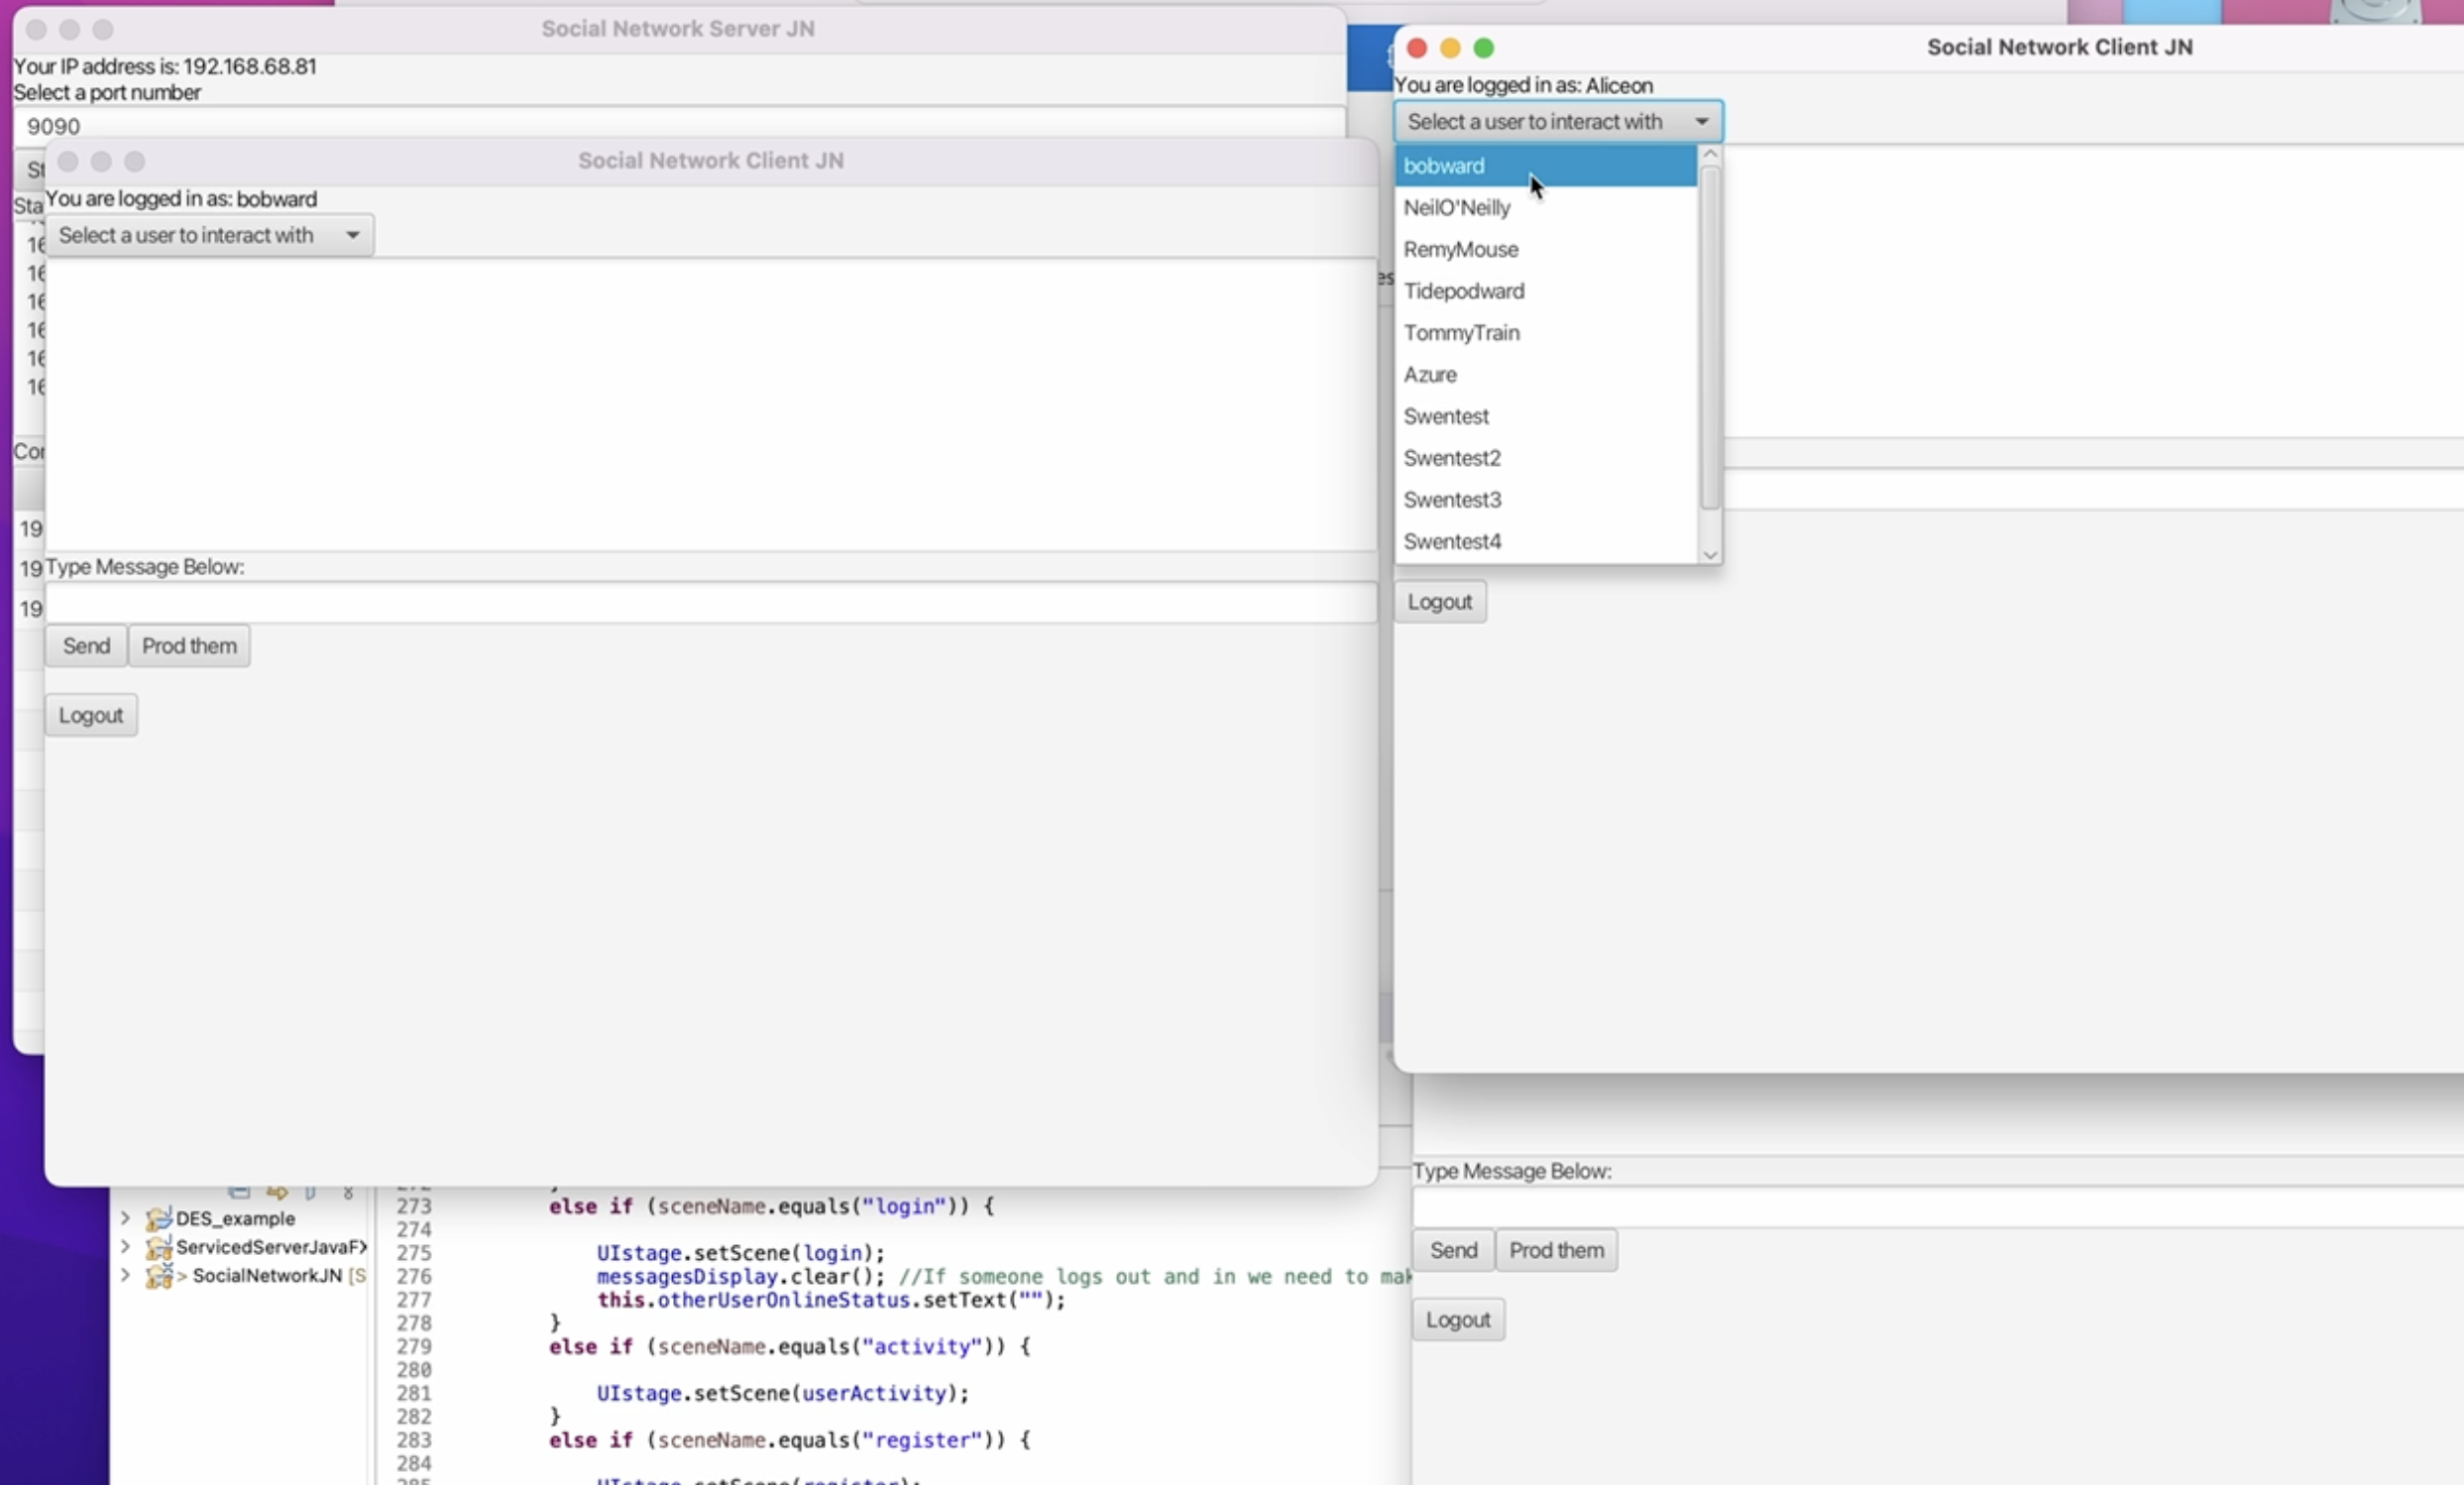 Social Network Server JN
Your IP address is: 192.168.68.81
Select a port number
9090
St
Sta
16
16
16
16
16
16
Cor
19
19
19
Social Network Client JN
You are logged in as: bobward
Select a user to interact with
Type Message Below:
Send Prod them
Logout
Social Network Client JN
You are logged in as: Aliceon
Select a user to interact with
bobward
NeilO'Neilly
RemyMouse
Tidepodward
TommyTrain
Azure
Swentest
Swentest2
Swentest3
Swentest4
Logout
es
Type Message Below:
Send Prod them
Logout
DES_example
ServicedServerJavaFX
> SocialNetworkJN [S
273 else if (sceneName.equals("login")) {
274
275 UIstage.setScene(login);
276 messagesDisplay.clear(); //If someone logs out and in we need to mak
277 this.otherUserOnlineStatus.setText("");
278 }
279 else if (sceneName.equals("activity")) {
280
281 UIstage.setScene(userActivity);
282 }
283 else if (sceneName.equals("register")) {
284
285 UIstage.setScene(register);